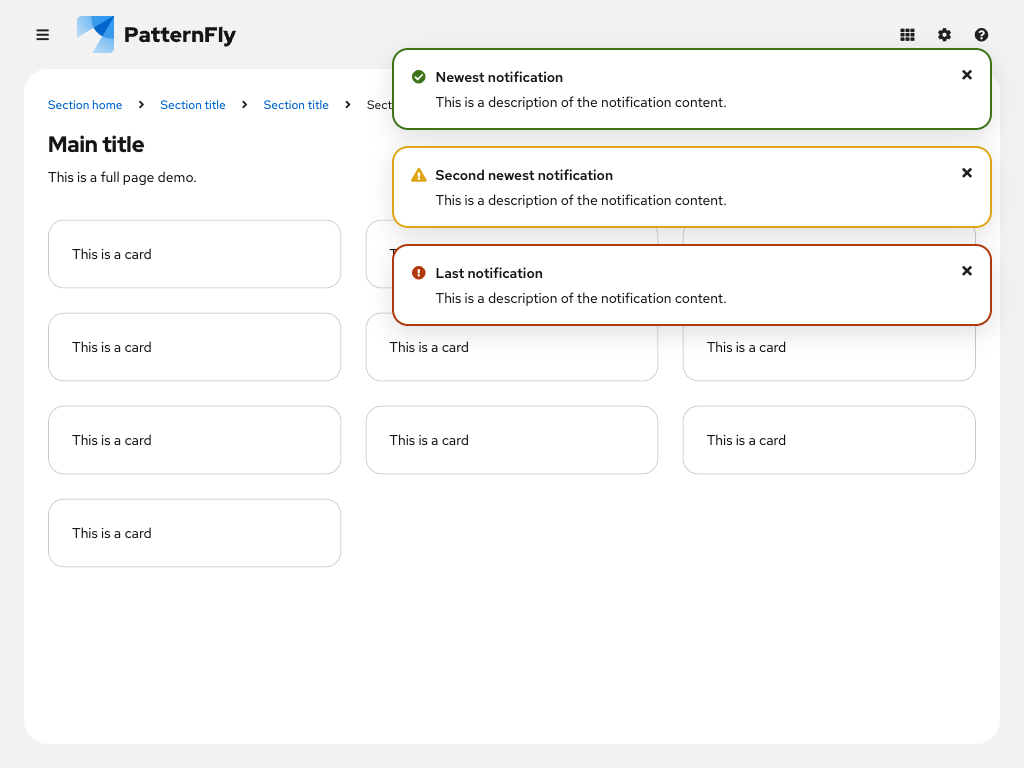 PatternFly
Newest notification
This is a description of the notification content.
Section home
Section title
Section title
Main title
This is a full page demo.
Second newest notification
This is a description of the notification content.
This is a card
Last notification
This is a description of the notification content.
This is a card
This is a card
This is a card
This is a card
This is a card
This is a card
This is a card